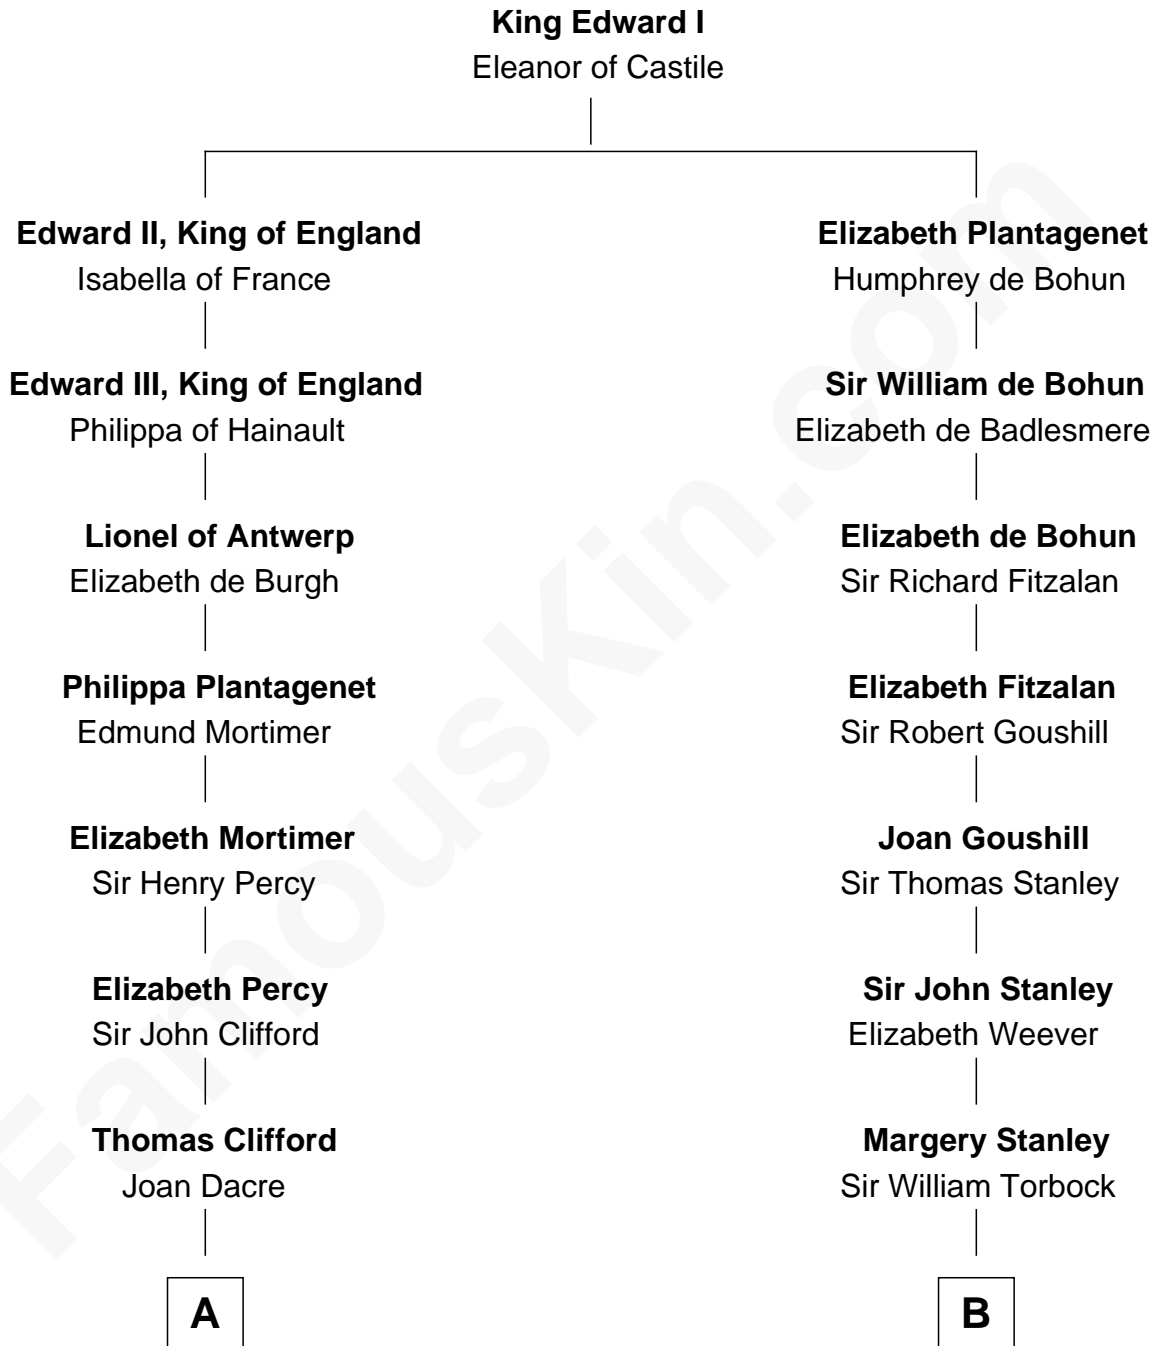 King Edward I
Eleanor of Castile
Edward II, King of England
Isabella of France
Elizabeth Plantagenet
Humphrey de Bohun
Edward III, King of England
Philippa of Hainault
Sir William de Bohun
Elizabeth de Badlesmere
Lionel of Antwerp
Elizabeth de Burgh
Elizabeth de Bohun
Sir Richard Fitzalan
Philippa Plantagenet
Edmund Mortimer
Elizabeth Fitzalan
Sir Robert Goushill
Elizabeth Mortimer
Sir Henry Percy
Joan Goushill
Sir Thomas Stanley
Elizabeth Percy
Sir John Clifford
Sir John Stanley
Elizabeth Weever
Thomas Clifford
Joan Dacre
Margery Stanley
Sir William Torbock
A
B
FamousKin.com